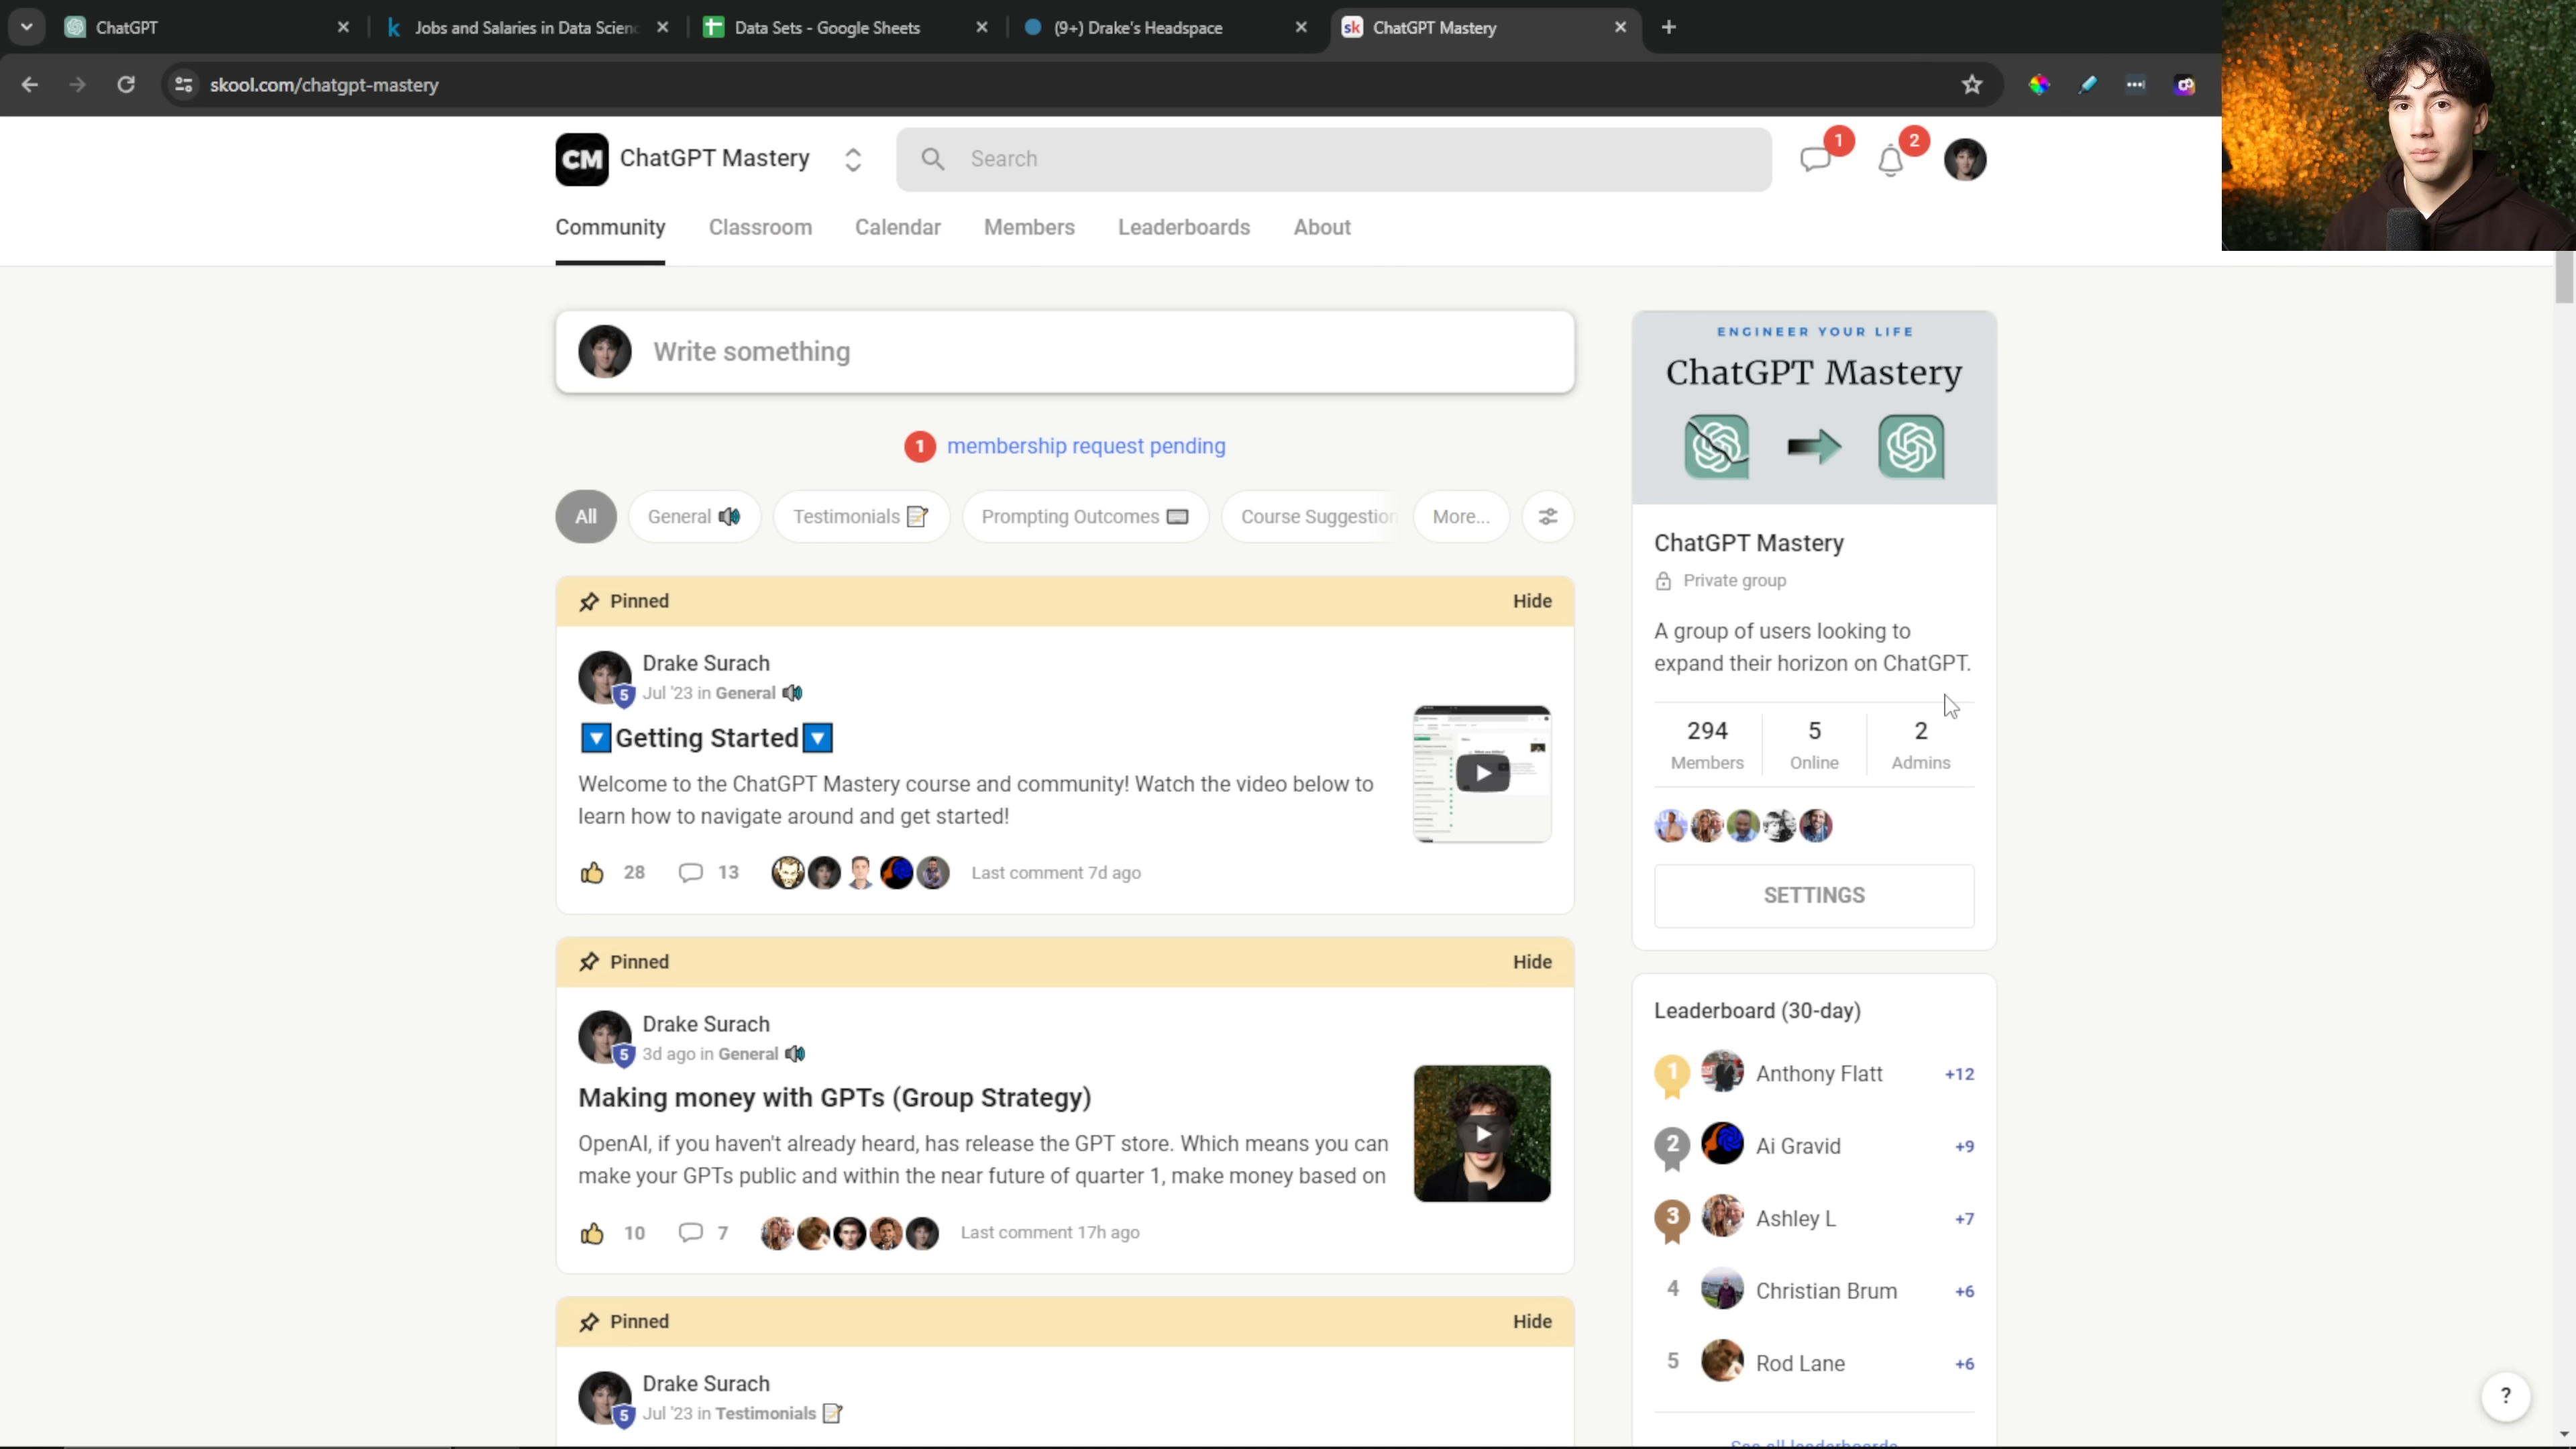 ChatGPT
Jobs and Salaries in Data Scienc
Data Sets - Google Sheets
(9+) Drake's Headspace
sk
ChatGPT Mastery
skool.com/chatgpt-mastery
CM
ChatGPT Mastery
Search
1
2
Community
Classroom
Calendar
Members
Leaderboards
About
Write something
1
membership request pending
All
General
Testimonials
Prompting Outcomes
Course Suggestion
More...
Pinned
Hide
Drake Surach
5
Jul '23 in General
Getting Started
Welcome to the ChatGPT Mastery course and community! Watch the video below to
learn how to navigate around and get started!
28
13
Last comment 7d ago
Pinned
Hide
Drake Surach
5
3d ago in General
Making money with GPTs (Group Strategy)
OpenAI, if you haven't already heard, has release the GPT store. Which means you can
make your GPTs public and within the near future of quarter 1, make money based on
10
7
Last comment 17h ago
Pinned
Hide
Drake Surach
5
Jul '23 in Testimonials
ENGINEER YOUR LIFE
ChatGPT Mastery
ChatGPT Mastery
Private group
A group of users looking to
expand their horizon on ChatGPT.
294
Members
5
Online
2
Admins
SETTINGS
Leaderboard (30-day)
1
Anthony Flatt
+12
2
Ai Gravid
+9
3
Ashley L
+7
4
Christian Brum
+6
5
Rod Lane
+6
See all leaderboards
?